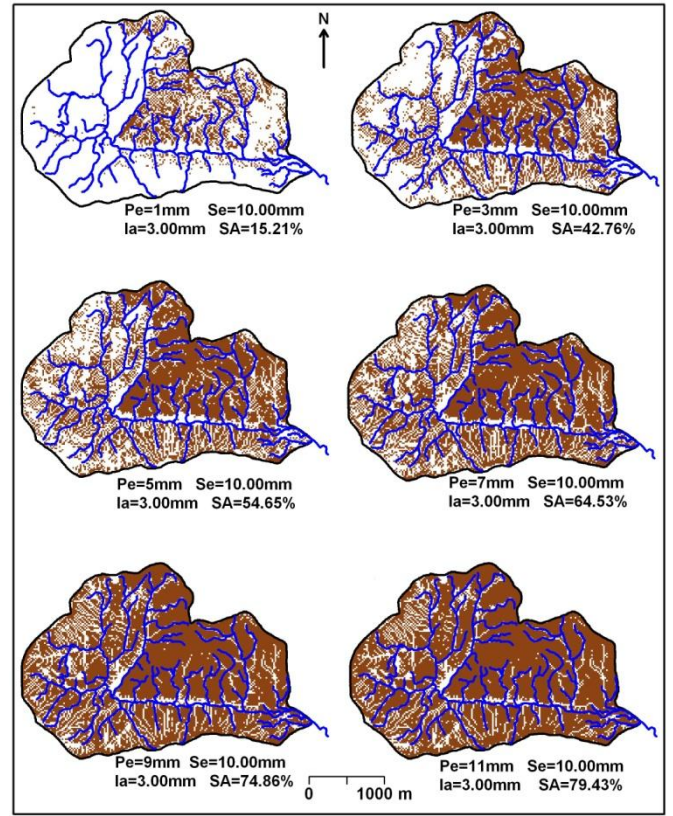 N
Pe=1mm Se=10.00mm
Ia=3.00mm SA=15.21%
Pe=3mm Se=10.00mm
Ia=3.00mm SA=42.76%
Pe=5mm Se=10.00mm
Ia=3.00mm SA=54.65%
Pe=7mm Se=10.00mm
Ia=3.00mm SA=64.53%
Pe=9mm Se=10.00mm
Ia=3.00mm SA=74.86%
0 1000 m
Pe=11mm Se=10.00mm
Ia=3.00mm SA=79.43%